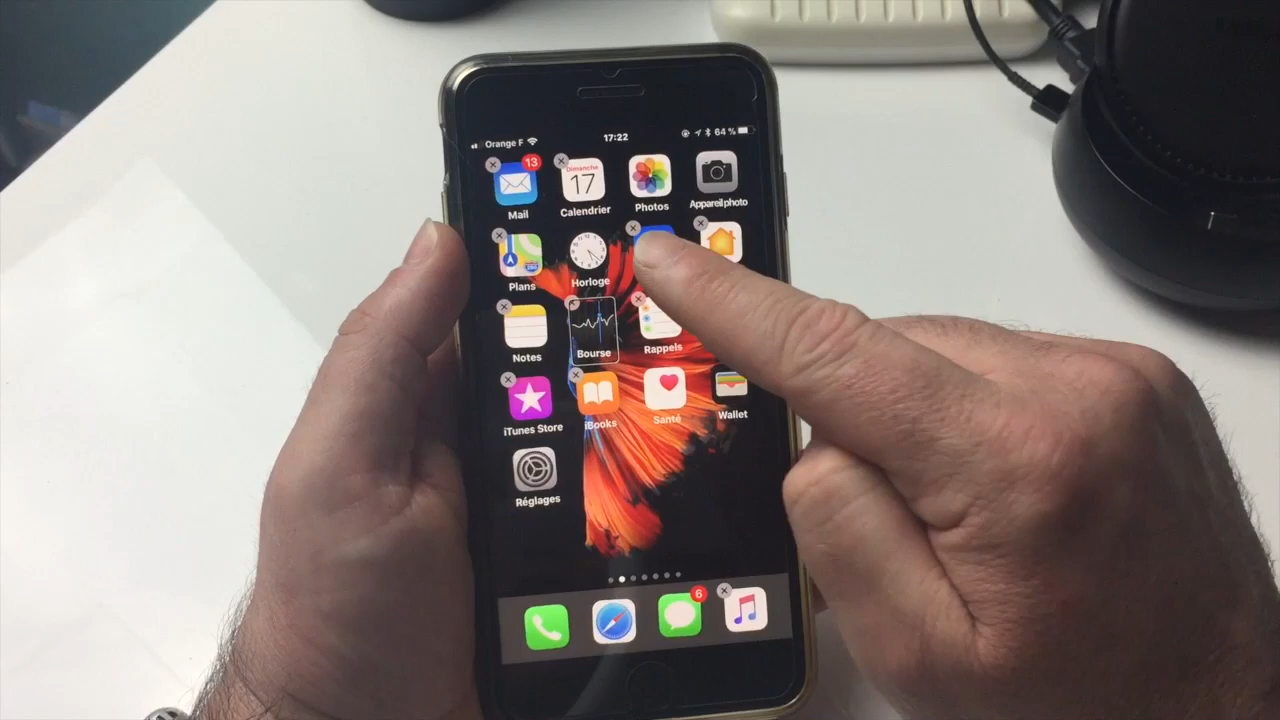 Orange F 17:22 64 %
13
Dimanche
17
Mail Calendrier Photos Appareil photo
Plans Horloge
Notes Bourse Rappels
iTunes Store iBooks Santé Wallet
Réglages
6